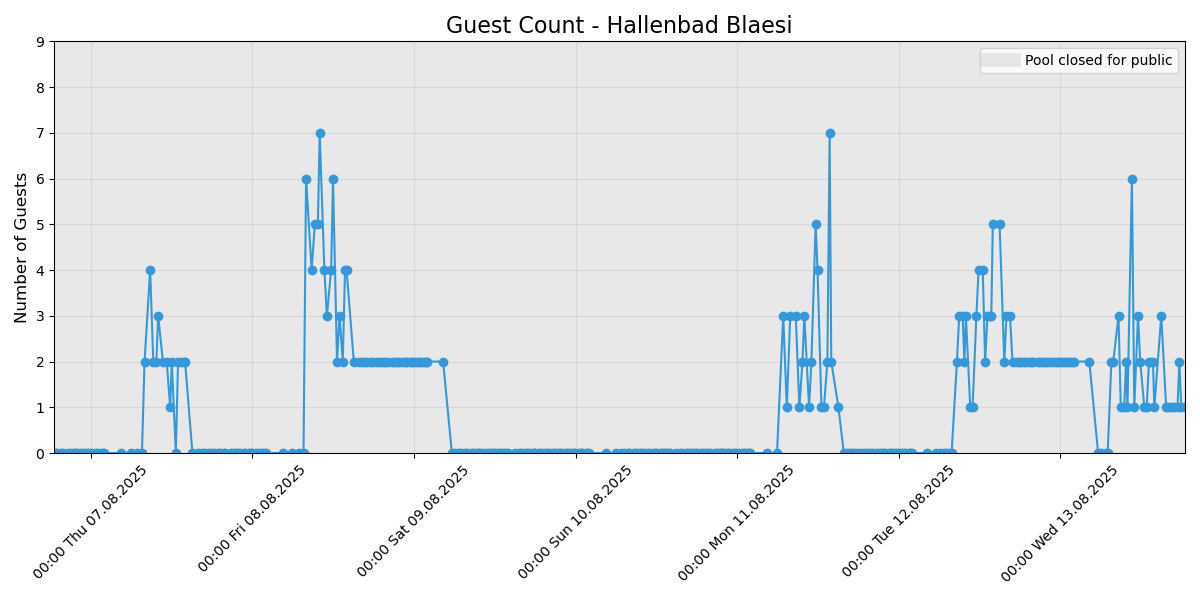 Guest Count - Hallenbad Blaesi
Pool closed for public
Number of Guests
9
8
7
6
5
4
3
2
1
0
00:00 Thu 07.08.2025
00:00 Fri 08.08.2025
00:00 Sat 09.08.2025
00:00 Sun 10.08.2025
00:00 Mon 11.08.2025
00:00 Tue 12.08.2025
00:00 Wed 13.08.2025